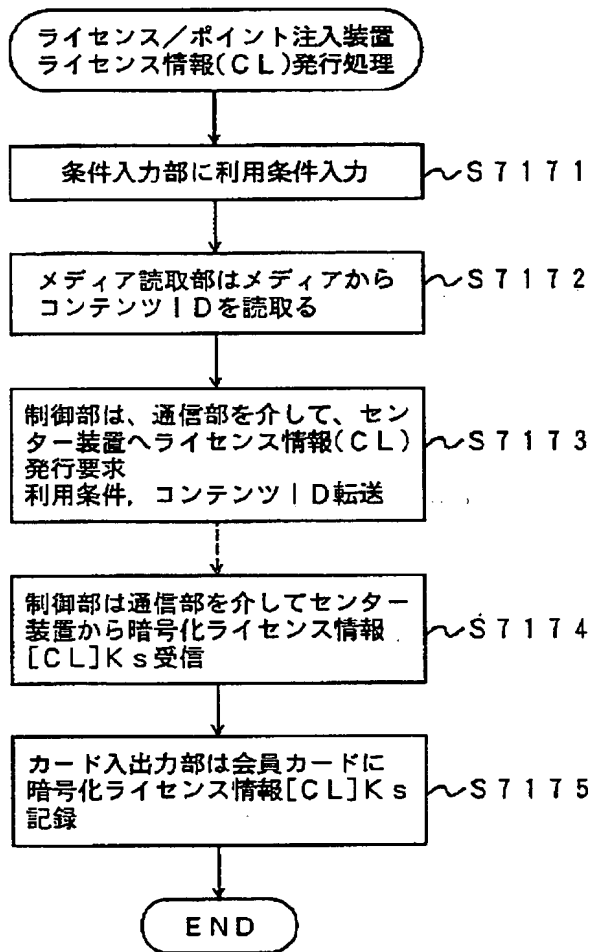 ライセンス/ポイント注入装置
ライセンス情報(CL)発行処理
条件入力部に利用条件入力
S7171
メディア読取部はメディアから
コンテンツIDを読取る
S7172
制御部は、通信部を介して、セン
ター装置へライセンス情報(CL)
発行要求
利用条件,コンテンツID転送
S7173
制御部は通信部を介してセンター
装置から暗号化ライセンス情報
[CL]Ks受信
S7174
カード入出力部は会員カードに
暗号化ライセンス情報[CL]Ks
記録
S7175
END